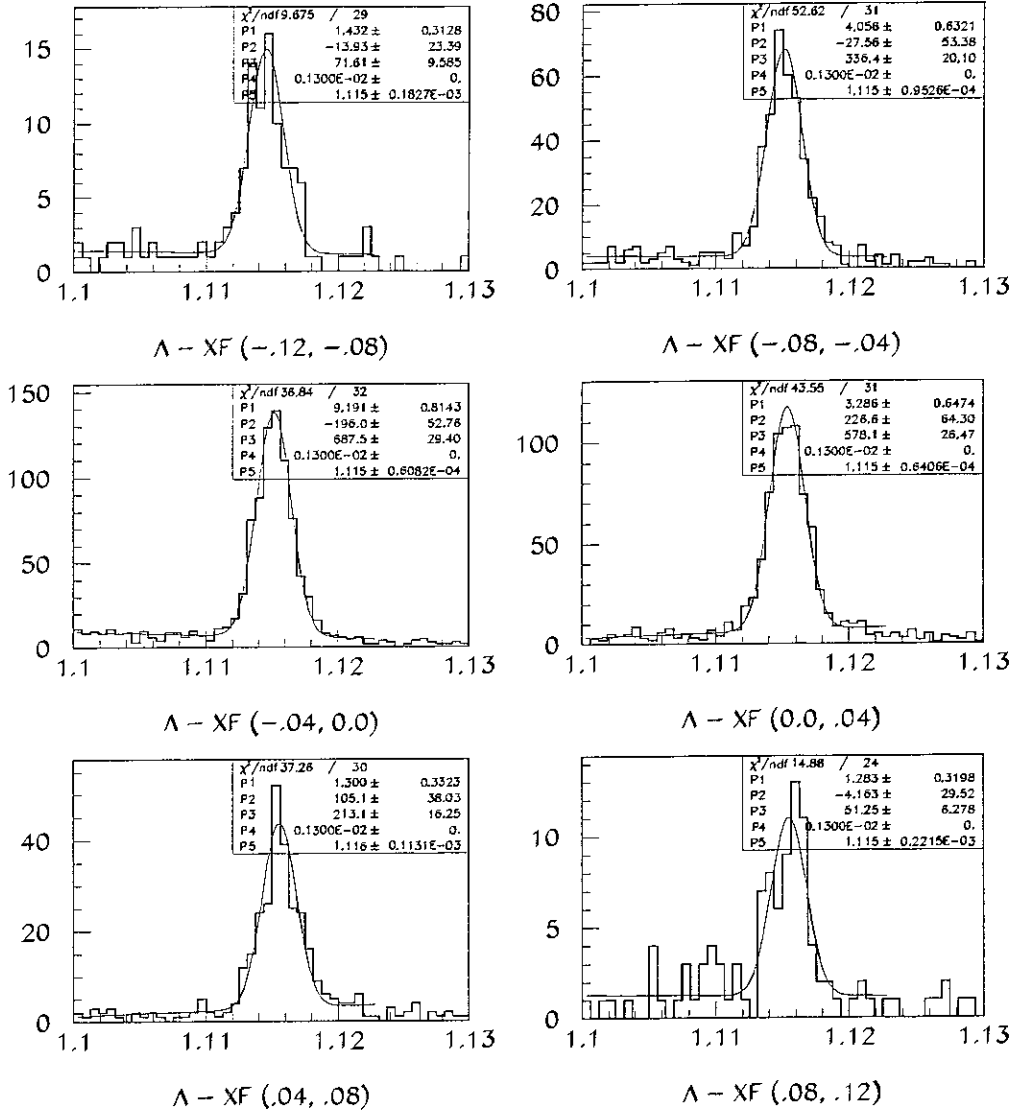 χ²/ndf 9.675 / 29
P1 1.432 ± 0.3128
P2 -13.93 ± 23.39
P3 71.61 ± 9.585
P4 0.1300E-02 ± 0.
P5 1.115 ± 0.1827E-03
15
10
5
0
1.1 1.11 1.12 1.13
Λ - XF (-.12, -.08)
χ²/ndf 52.62 / 31
P1 4.056 ± 0.6321
P2 -27.56 ± 53.38
P3 336.4 ± 20.10
P4 0.1300E-02 ± 0.
P5 1.115 ± 0.9526E-04
80
60
40
20
0
1.1 1.11 1.12 1.13
Λ - XF (-.08, -.04)
χ²/ndf 36.84 / 32
P1 9.191 ± 0.8143
P2 -196.0 ± 52.76
P3 687.5 ± 29.40
P4 0.1300E-02 ± 0.
P5 1.115 ± 0.6082E-04
150
100
50
0
1.1 1.11 1.12 1.13
Λ - XF (-.04, 0.0)
χ²/ndf 43.55 / 31
P1 3.286 ± 0.6474
P2 226.6 ± 64.30
P3 578.1 ± 26.47
P4 0.1300E-02 ± 0.
P5 1.115 ± 0.6406E-04
100
50
0
1.1 1.11 1.12 1.13
Λ - XF (0.0, .04)
χ²/ndf 37.26 / 30
P1 1.300 ± 0.3323
P2 105.1 ± 38.03
P3 213.1 ± 16.25
P4 0.1300E-02 ± 0.
P5 1.116 ± 0.1131E-03
40
20
0
1.1 1.11 1.12 1.13
Λ - XF (.04, .08)
χ²/ndf 14.88 / 24
P1 1.283 ± 0.3198
P2 -4.163 ± 29.52
P3 51.25 ± 6.278
P4 0.1300E-02 ± 0.
P5 1.115 ± 0.2215E-03
10
5
0
1.1 1.11 1.12 1.13
Λ - XF (.08, .12)